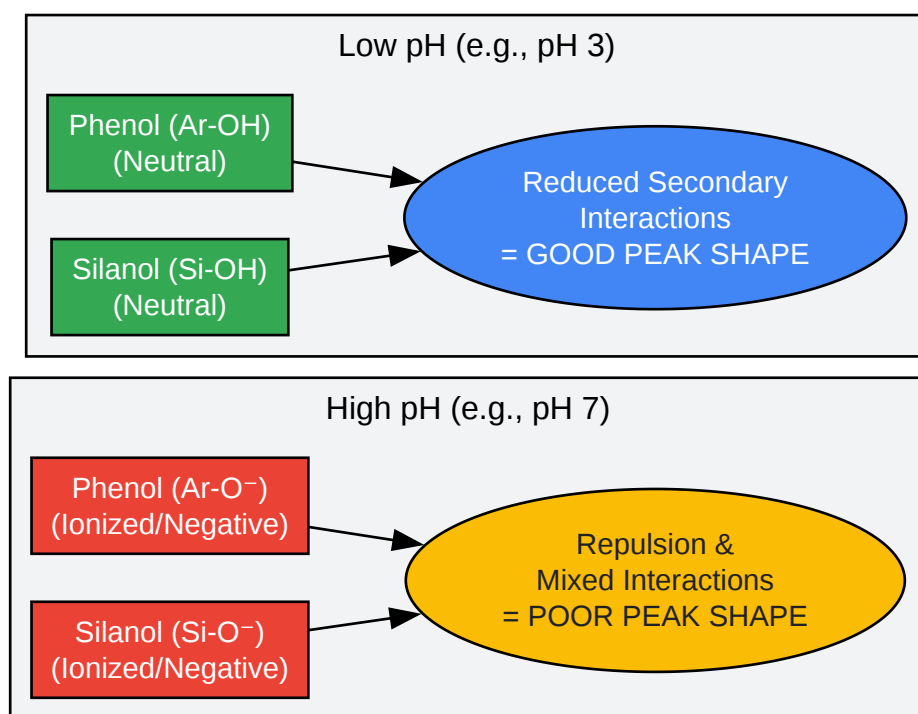 Low pH (e.g., pH 3)
Phenol (Ar-OH)
(Neutral)
Reduced Secondary
Interactions
= GOOD PEAK SHAPE
Silanol (Si-OH)
(Neutral)
High pH (e.g., pH 7)
Phenol (Ar-O⁻)
(Ionized/Negative)
Repulsion &
Mixed Interactions
= POOR PEAK SHAPE
Silanol (Si-O⁻)
(Ionized/Negative)